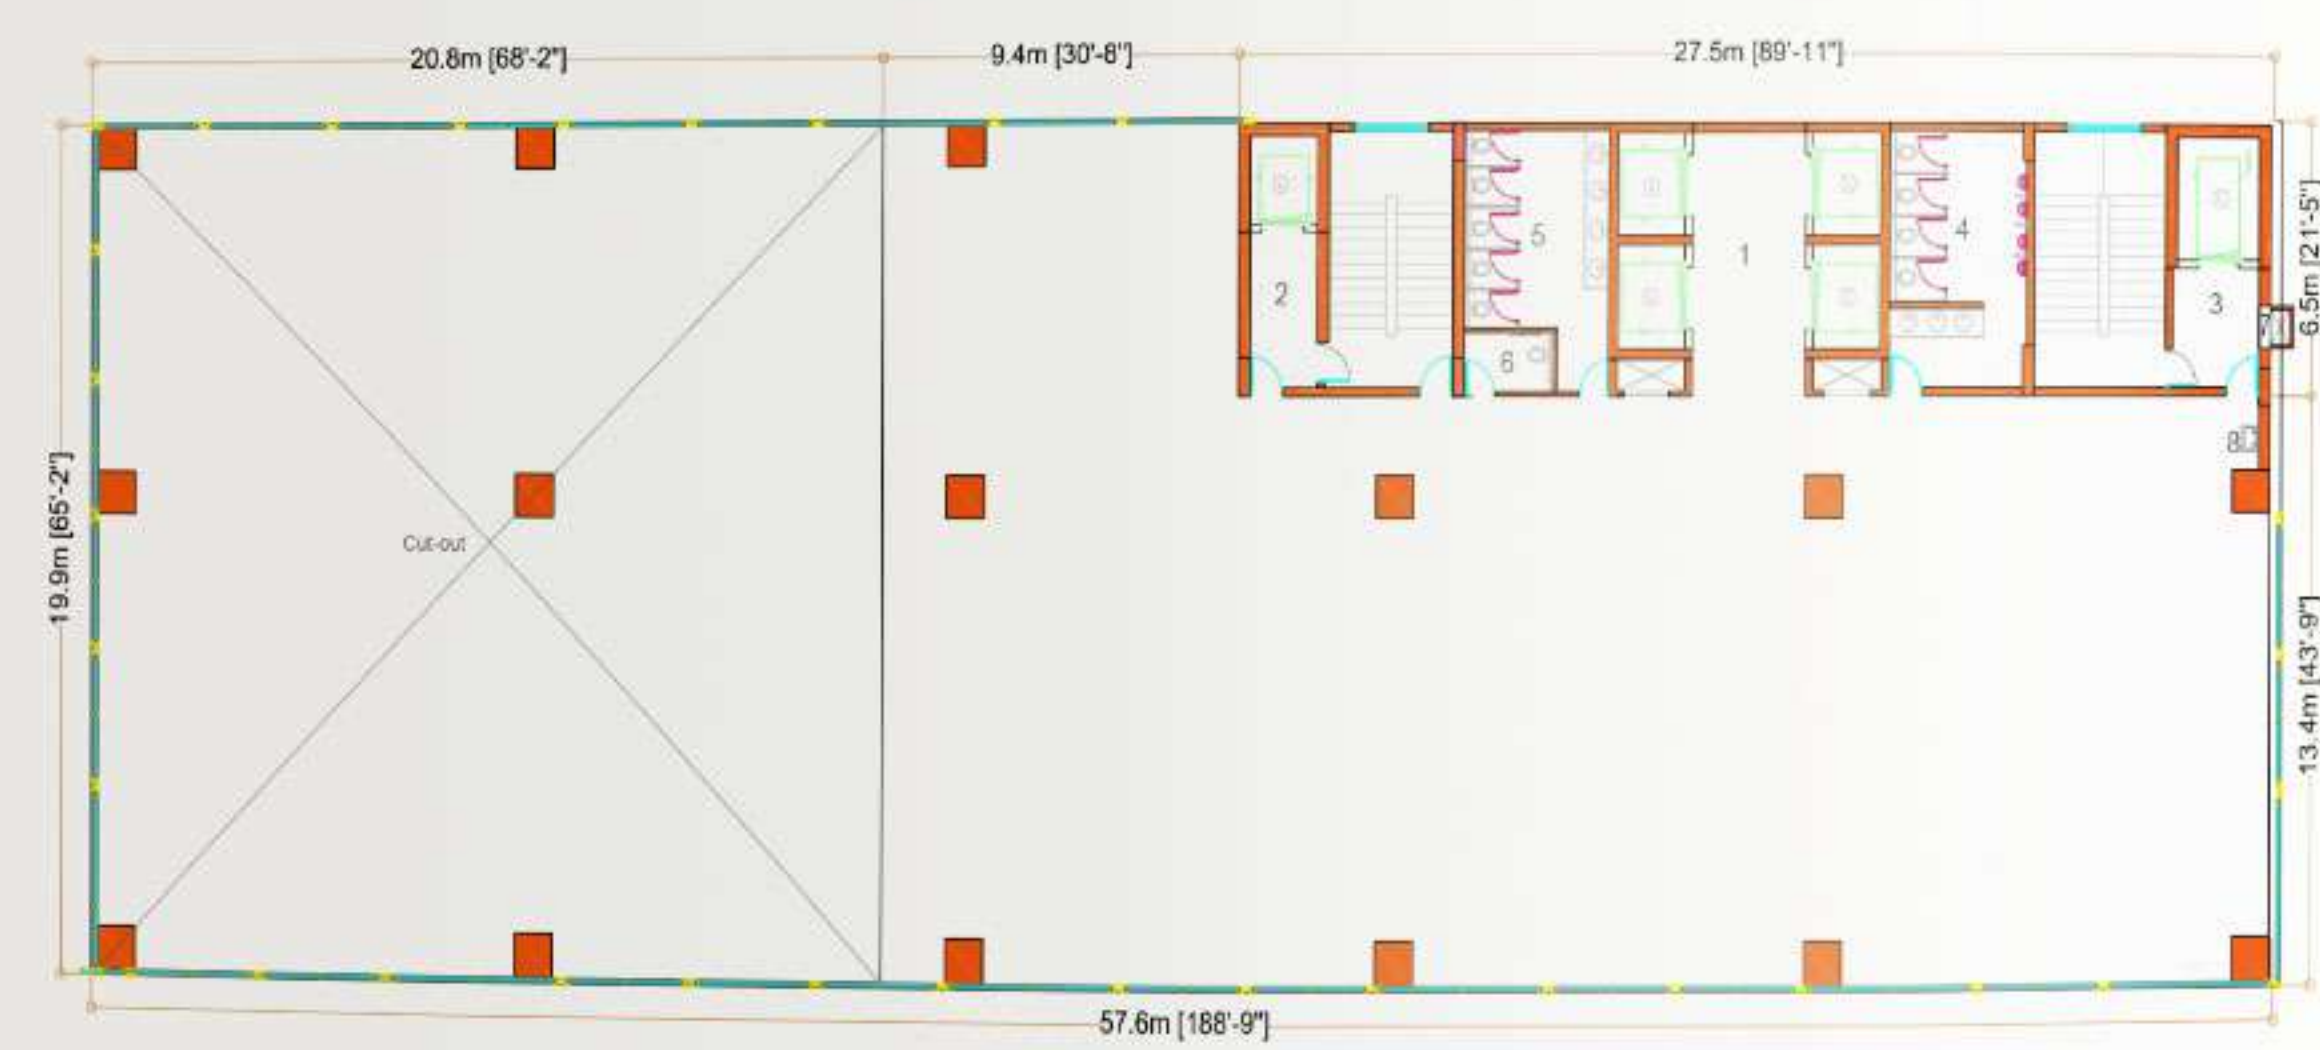 20.8m [68'-2"]
9.4m [30'-8"]
27.5m [89'-11"]
6.5m [21'-5"]
5
4
1
2
3
7
6
8
19.9m [65'-2"]
Cut-out
13.4m [43'-9"]
57.6m [188'-9"]